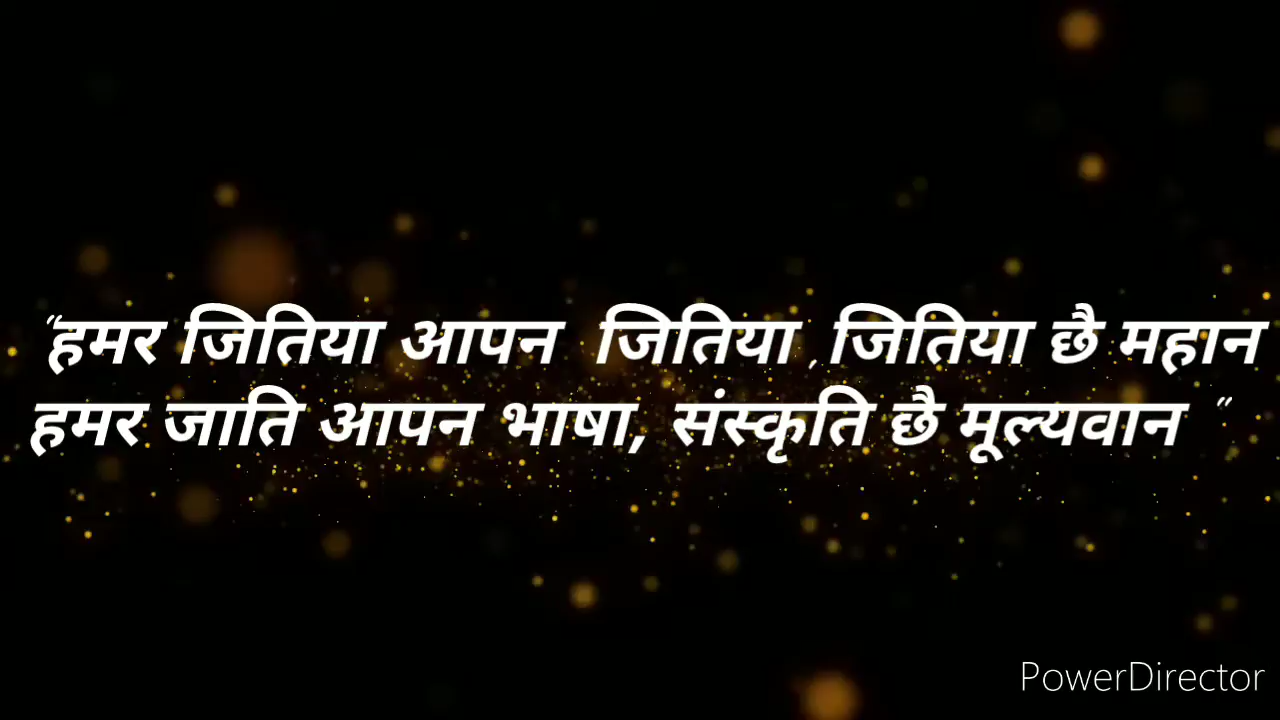 “हमर जितिया आपन जितिया , जितिया छै महान
हमर जाति आपन भाषा, संस्कृति छै मूल्यवान ”
PowerDirector